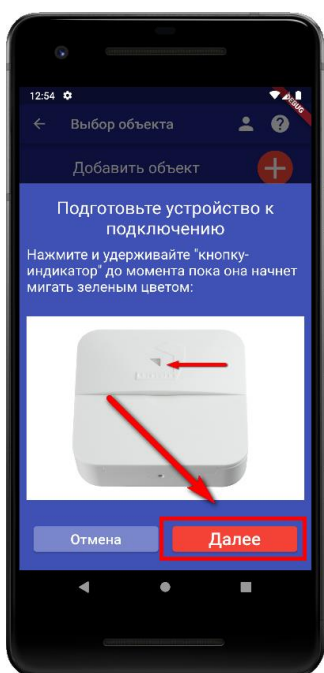 12:54
DEBUG
Выбор объекта
Добавить объект
Подготовьте устройство к
подключению
Нажмите и удерживайте "кнопку-
индикатор" до момента пока она начнет
мигать зеленым цветом:
Отмена
Далее